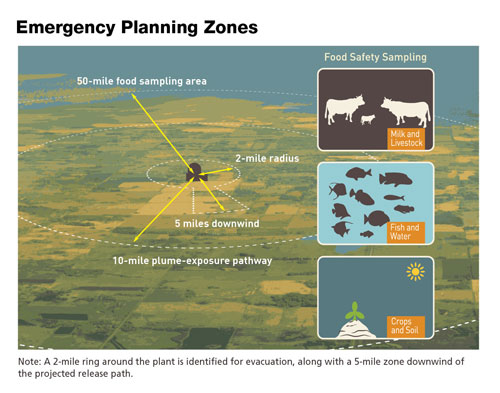 Emergency Planning Zones
Food Safety Sampling
50-mile food sampling area
Milk and
Livestock
2-mile radius
5 miles downwind
Fish and
Water
10-mile plume-exposure pathway
Crops
and Soil
Note: A 2-mile ring around the plant is identified for evacuation, along with a 5-mile zone downwind of
the projected release path.